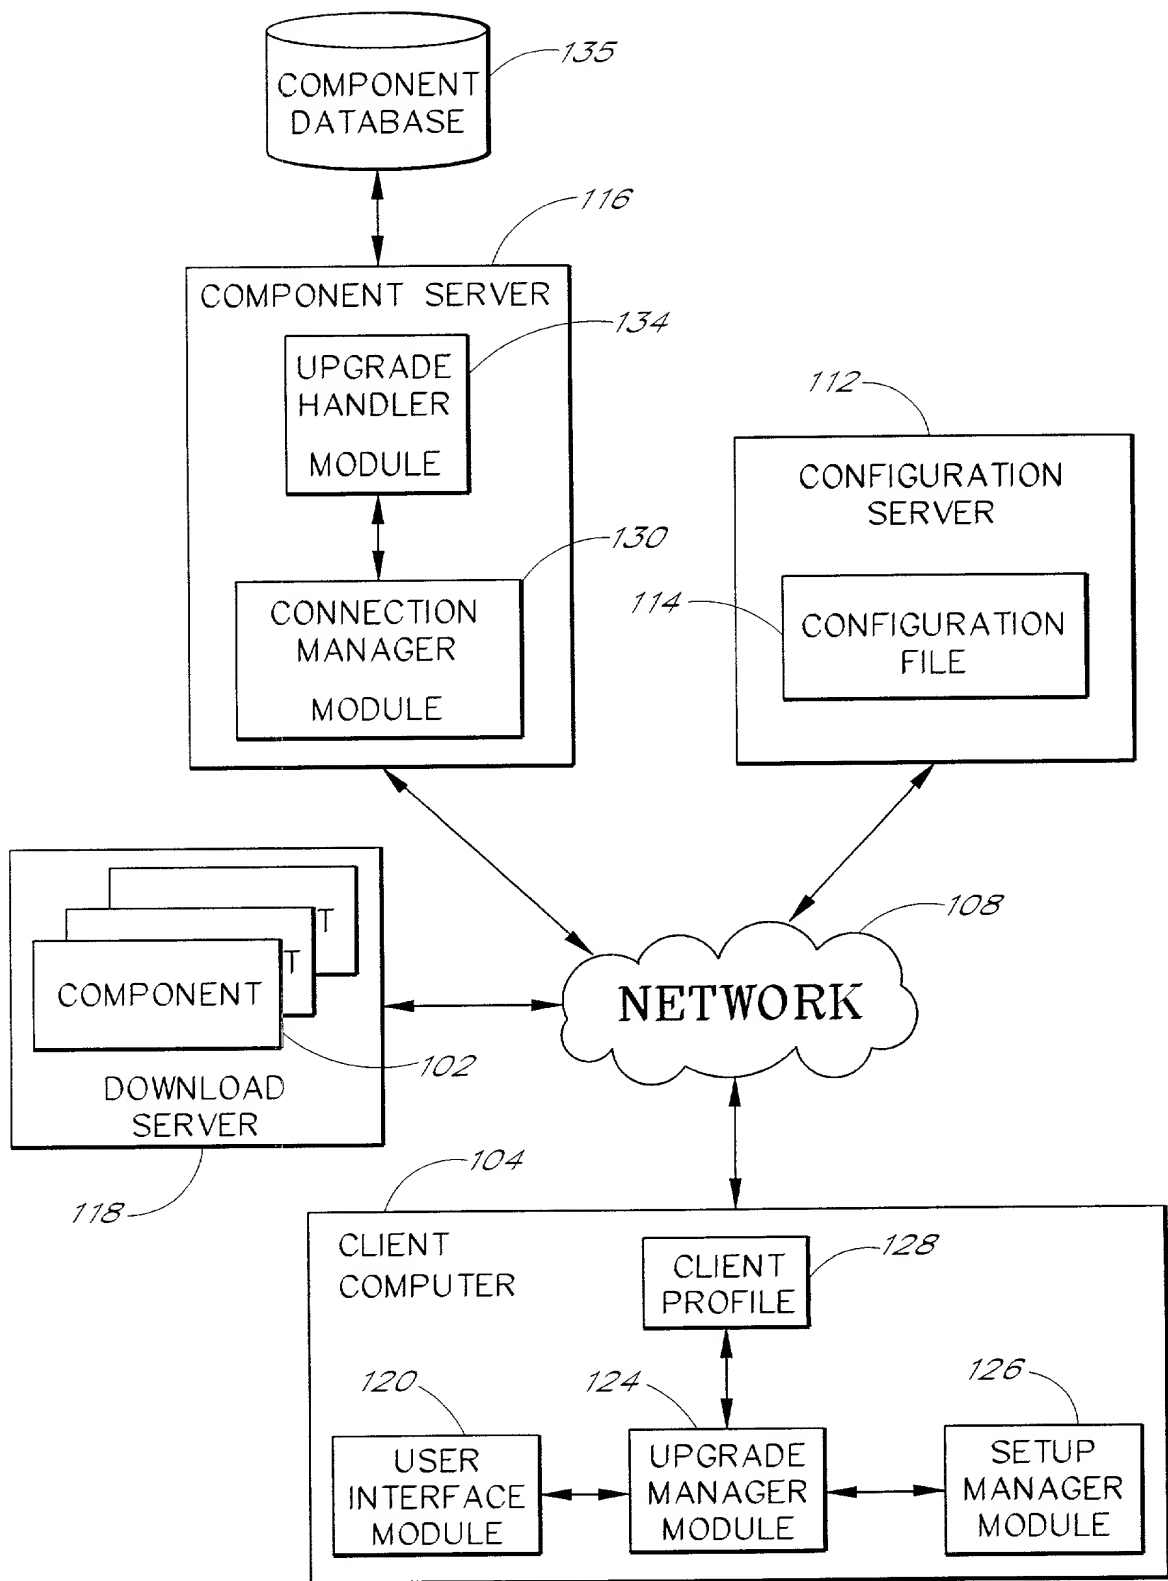 COMPONENT
DATABASE
135
116
COMPONENT SERVER
134
UPGRADE
HANDLER
MODULE
112
CONFIGURATION
SERVER
130
CONNECTION
MANAGER
MODULE
114
CONFIGURATION
FILE
108
NETWORK
T
T
COMPONENT
102
DOWNLOAD
SERVER
118
104
CLIENT
COMPUTER
128
CLIENT
PROFILE
120
124
126
USER
INTERFACE
MODULE
UPGRADE
MANAGER
MODULE
SETUP
MANAGER
MODULE